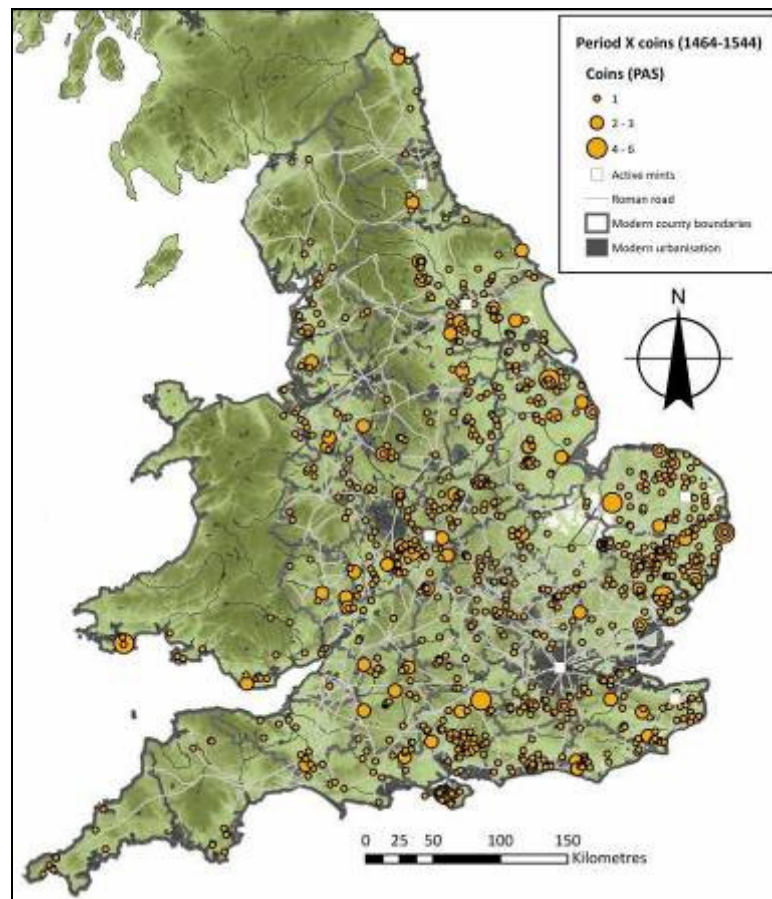 Period X coins (1464-1544)
Coins (PAS)
1
2 - 3
4 - 6
Active mints
Roman road
Modern county boundaries
Modern urbanisation
N
0 25 50 100 150
Kilometres